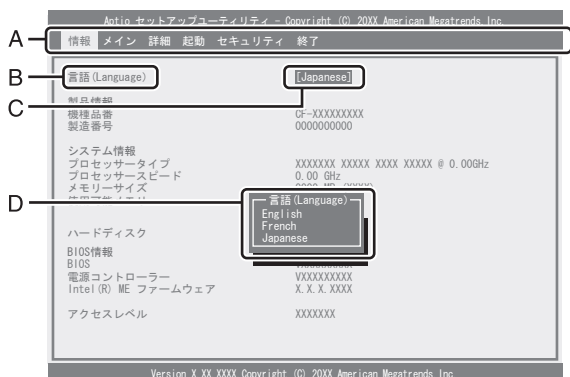 Aptio セットアップユーティリティ - Copyright (C) 20XX American Megatrends Inc
A
情報 メイン 詳細 起動 セキュリティ 終了
B
言語(Language) [Japanese]
C
製品情報
機種品番 CF-XXXXXXXXX
製造番号 0000000000
システム情報
プロセッサータイプ XXXXXXX XXXXX XXXX XXXXX @ 0.00GHz
プロセッサースピード 0.00 GHz
メモリーサイズ
D
言語(Language)
English
French
Japanese
ハードディスク
BIOS情報
BIOS
電源コントローラー VXXXXXXXXX
Intel(R) ME ファームウェア X.X.X.XXXX
アクセスレベル XXXXXXX
Version X XX XXXX Copyright (C) 20XX American Megatrends Inc